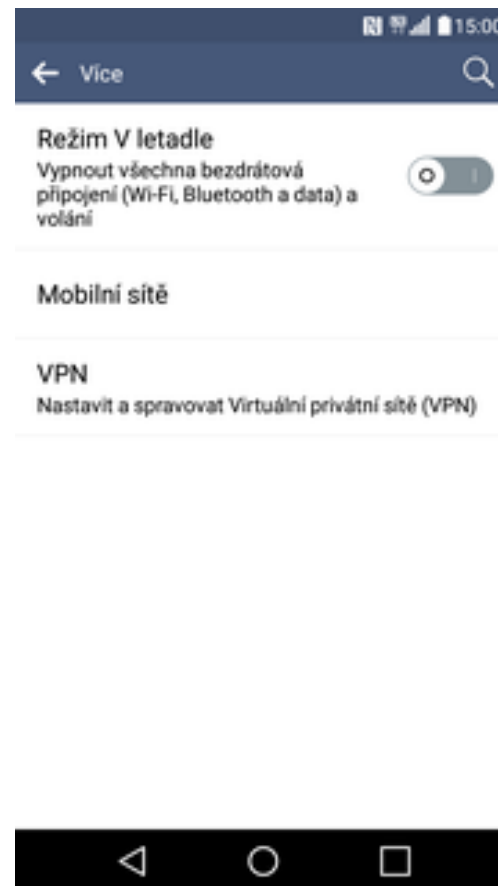 15:00
Více
Režim V letadle
Vypnout všechna bezdrátová
připojení (Wi-Fi, Bluetooth a data) a
volání
Mobilní sítě
VPN
Nastavit a spravovat Virtuální privátní sítě (VPN)